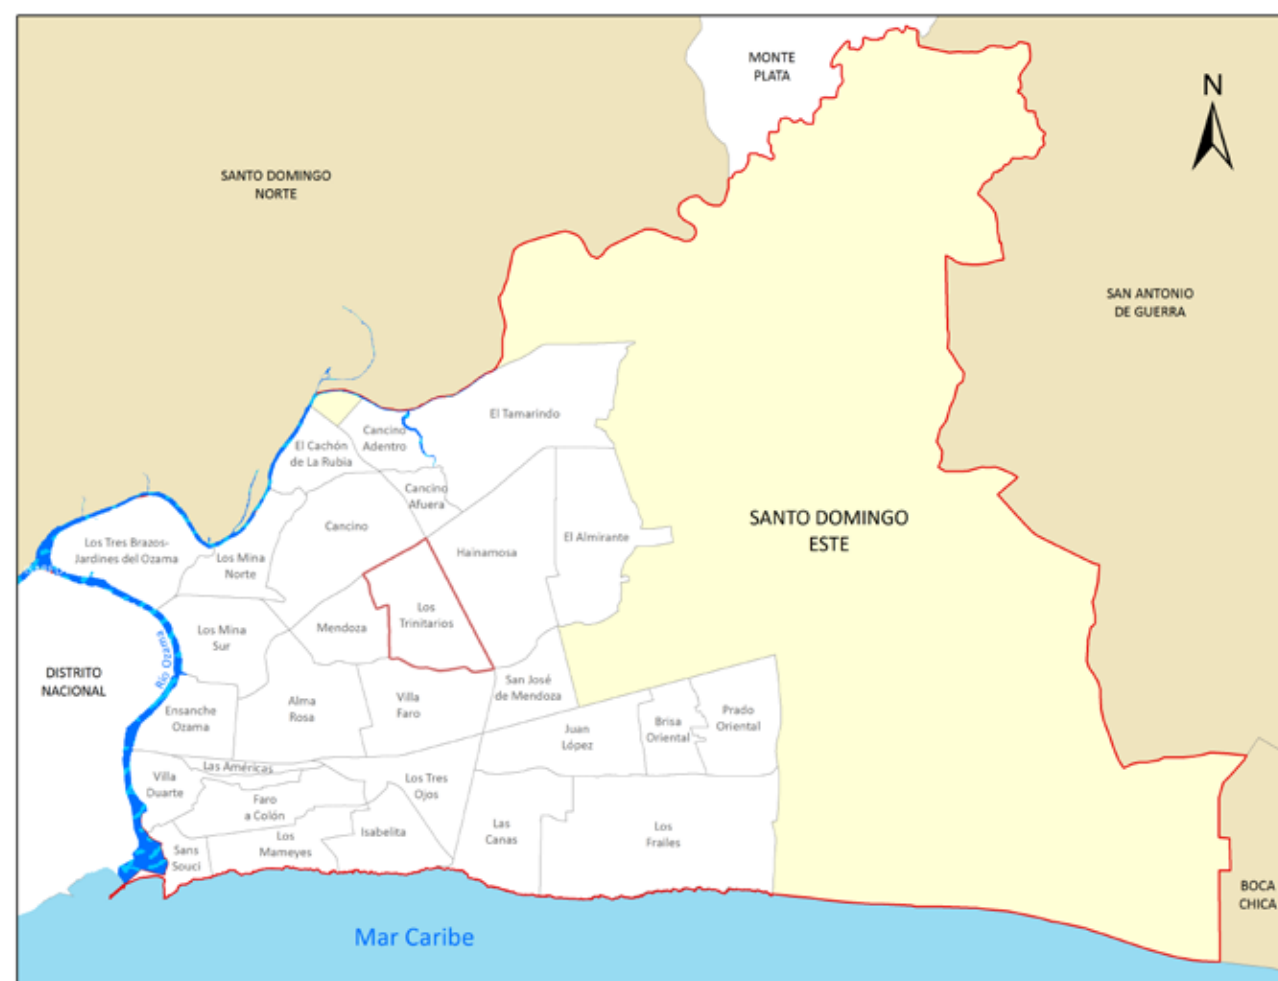 MONTE
PLATA
N
SANTO DOMINGO
NORTE
SAN ANTONIO
DE GUERRA
El Tamarindo
Cancino
Adentro
El Cachón
de La Rubia
Cancino
Afuera
Cancino
SANTO DOMINGO
ESTE
El Almirante
Hainamosa
Los Tres Brazos-
Jardines del Ozama
Los Mina
Norte
Los
Trinitarios
Mendoza
Los Mina
Sur
Río Ozama
DISTRITO
NACIONAL
San José
de Mendoza
Alma
Rosa
Villa
Faro
Ensanche
Ozama
Prado
Oriental
Brisa
Oriental
Juan
López
Las Américas
Villa
Duarte
Los Tres
Ojos
Faro
a Colón
Los
Mameyes
Isabelita
Las
Canas
Los
Frailes
Sans
Souci
BOCA
CHICA
Mar Caribe